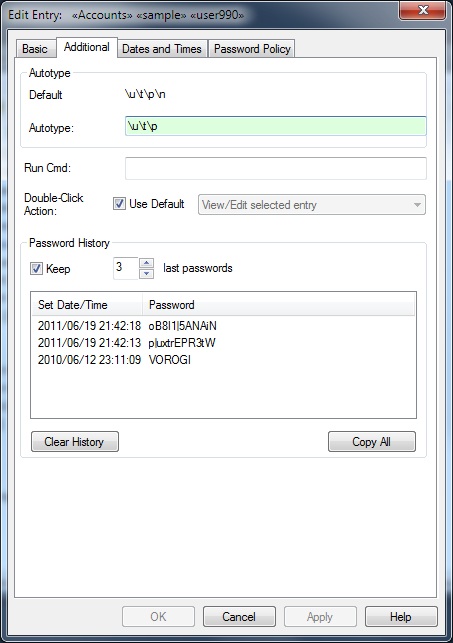 Edit Entry: «Accounts» «sample» «user990»
Basic Additional Dates and Times Password Policy
Autotype
Default \u\t\p\n
Autotype: \u\t\p
Run Cmd:
Double-Click Action: Use Default View/Edit selected entry
Password History
Keep 3 last passwords
Set Date/Time Password
2011/06/19 21:42:18 oB8I1|5ANAiN
2011/06/19 21:42:13 p|uxtrEPR3tW
2010/06/12 23:11:09 VOROGI
Clear History Copy All
OK Cancel Apply Help